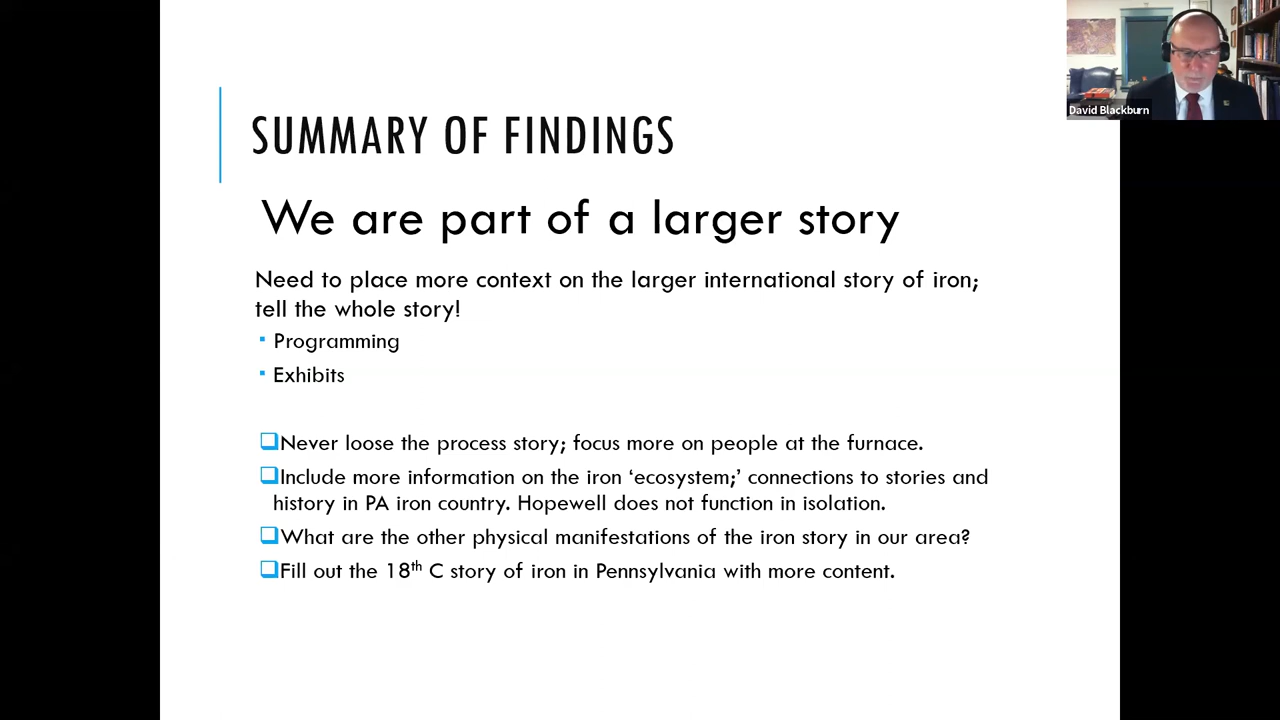 SUMMARY OF FINDINGS
We are part of a larger story
Need to place more context on the larger international story of iron;
tell the whole story!
Programming
Exhibits
Never loose the process story; focus more on people at the furnace.
Include more information on the iron ‘ecosystem;’ connections to stories and
history in PA iron country. Hopewell does not function in isolation.
What are the other physical manifestations of the iron story in our area?
Fill out the 18th C story of iron in Pennsylvania with more content.
David Blackburn